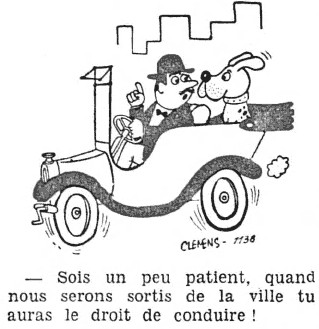 CLEMENS - 1138
— Sois un peu patient, quand
nous serons sortis de la ville tu
auras le droit de conduire !